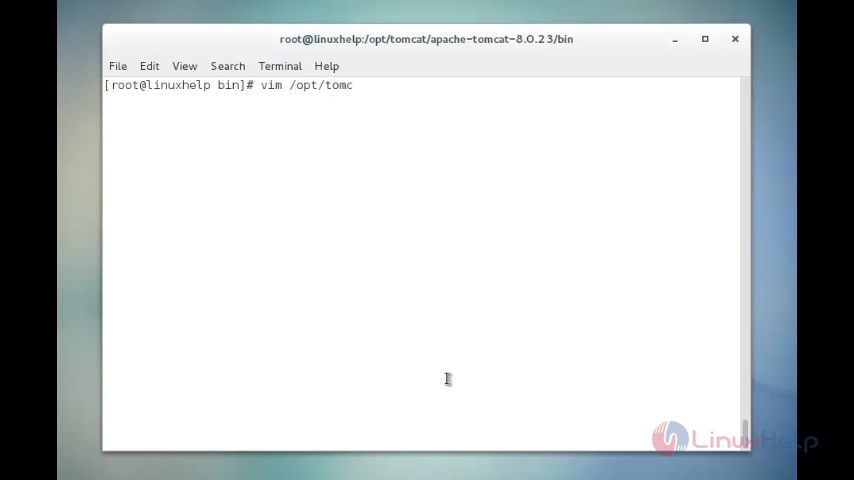 root@linuxhelp:/opt/tomcat/apache-tomcat-8.0.23/bin
File Edit View Search Terminal Help
[root@linuxhelp bin]# vim /opt/tomc
LinuxHelp